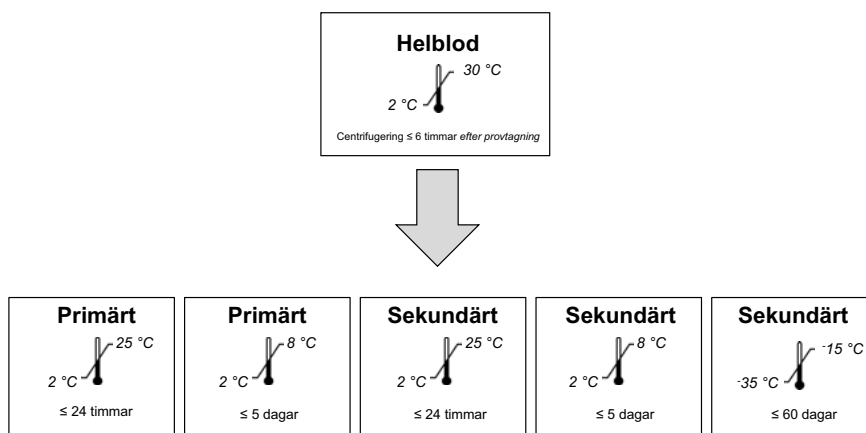 Helblod
30 °C
2 °C
Centrifugering ≤ 6 timmar efter provtagning
Primärt
25 °C
2 °C
≤ 24 timmar
Primärt
8 °C
2 °C
≤ 5 dagar
Sekundärt
25 °C
2 °C
≤ 24 timmar
Sekundärt
8 °C
2 °C
≤ 5 dagar
Sekundärt
-15 °C
-35 °C
≤ 60 dagar